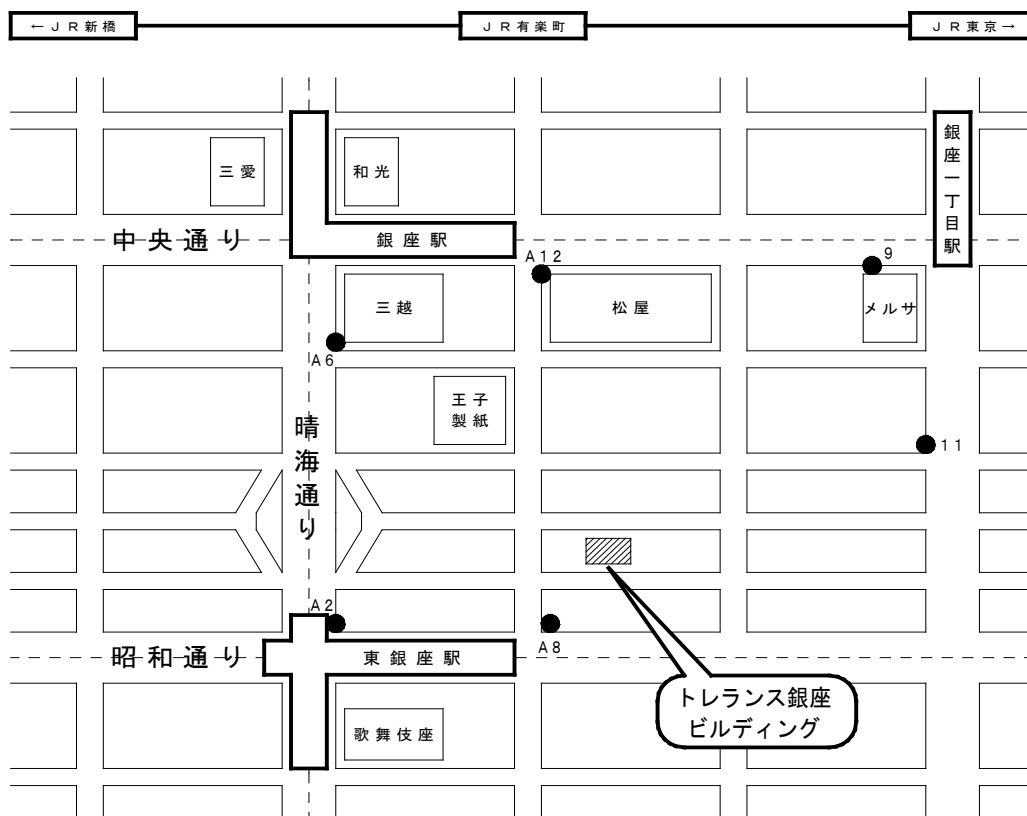 ←JR新橋
JR有楽町
JR東京→
三愛
和光
銀座一丁目駅
中央通り
銀座駅
A12
9
三越
松屋
メルサ
A6
王子
製紙
晴海通り
11
A2
A8
昭和通り
東銀座駅
トレランス銀座
ビルディング
歌舞伎座